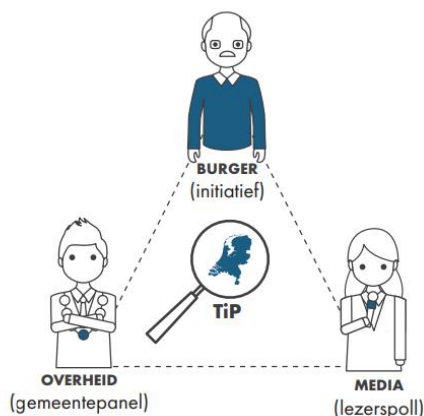 BURGER
(initiatief)
TiP
OVERHEID
(gemeentepanel)
MEDIA
(lezerspoll)